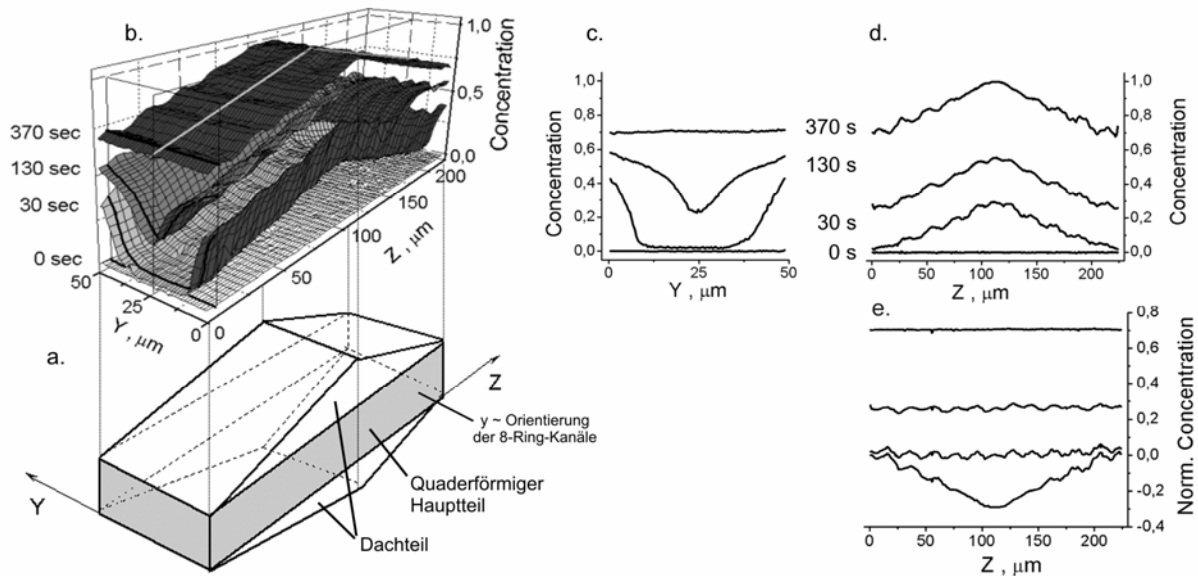 b.
1,0
0,5
0,0
Concentration
370 sec
130 sec
30 sec
0 sec
50
25
0
Y , μm
0
50
100
150
200
Z, μm
a.
Z
Y
y ~ Orientierung
der 8-Ring-Kanäle
Quaderförmiger
Hauptteil
Dachteil
c.
Concentration
1,0
0,8
0,6
0,4
0,2
0,0
0
25
50
Y, μm
d.
370 s
130 s
30 s
0 s
1,0
0,8
0,6
0,4
0,2
0,0
Concentration
0
50
100
150
200
Z , μm
e.
0,8
0,6
0,4
0,2
0,0
-0,2
-0,4
Norm. Concentration
0
50
100
150
200
Z , μm